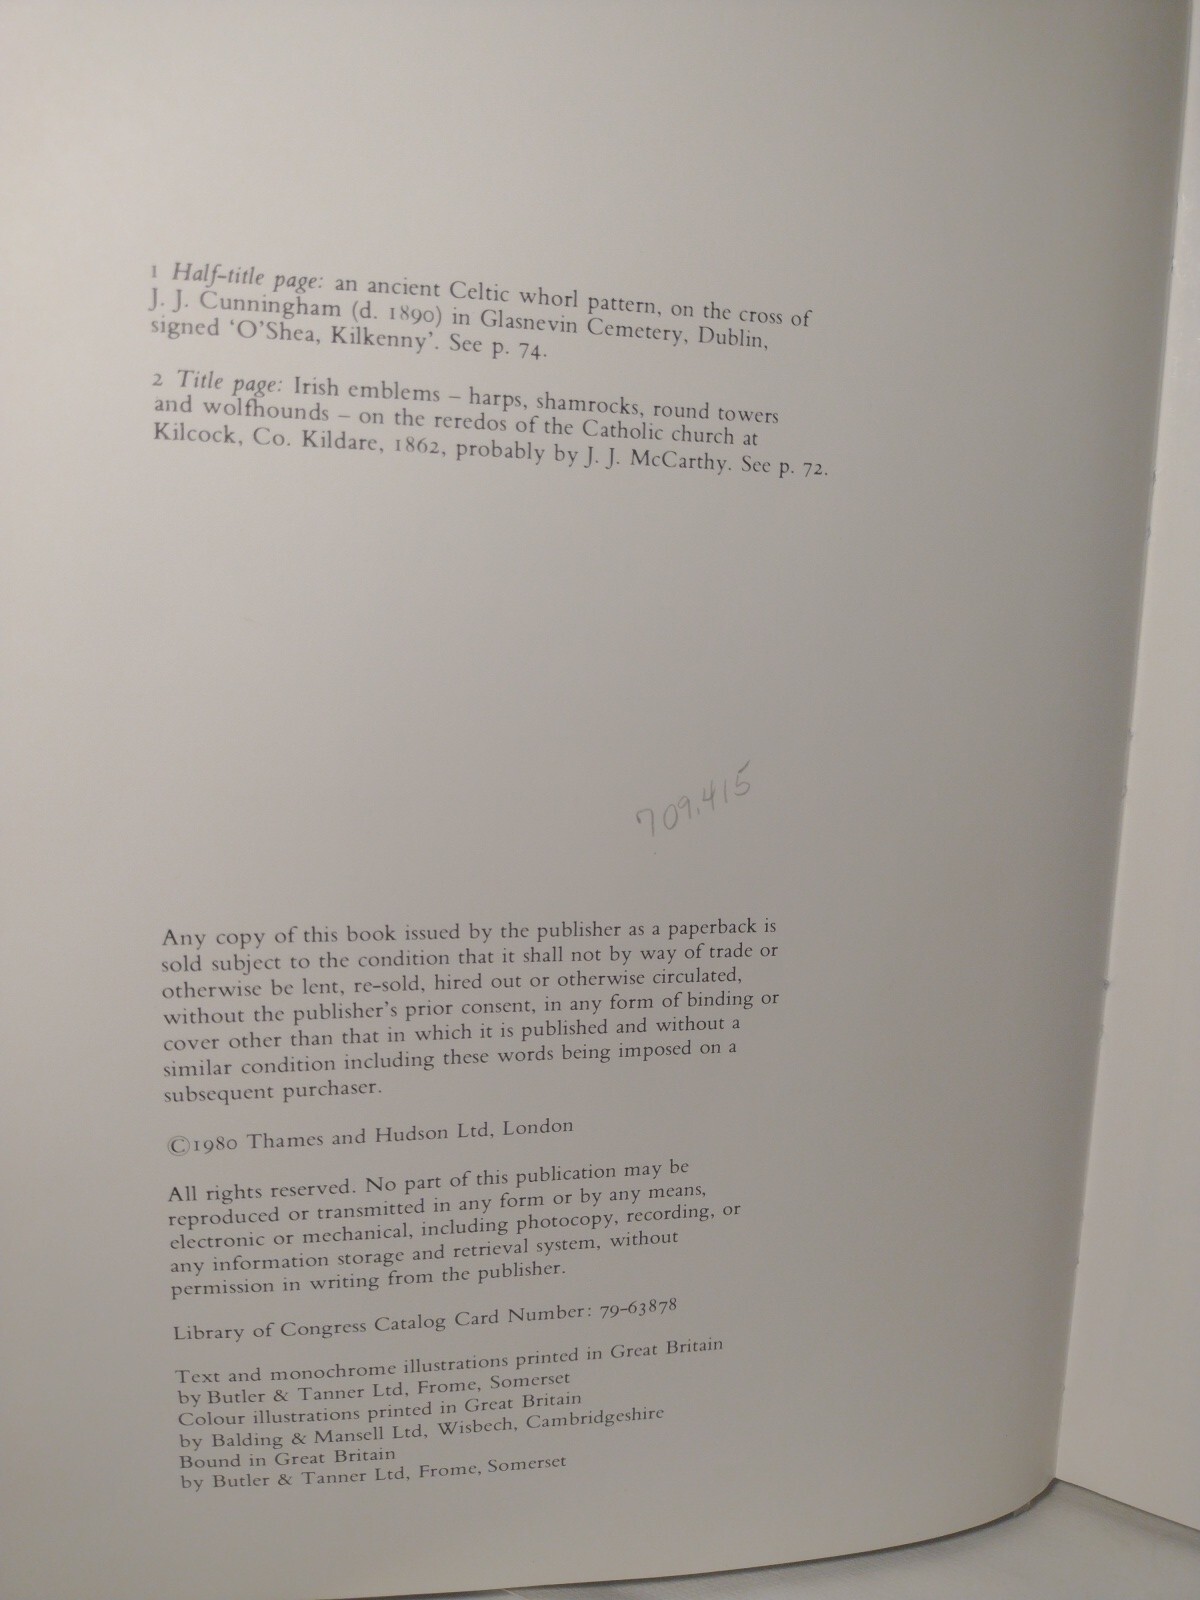 1 Half-title page: an ancient Celtic whorl pattern, on the cross of
J. J. Cunningham (d. 1890) in Glasnevin Cemetery, Dublin,
signed ‘O’Shea, Kilkenny’. See p. 74.
2 Title page: Irish emblems – harps, shamrocks, round towers
and wolfhounds – on the reredos of the Catholic church at
Kilcock, Co. Kildare, 1862, probably by J. J. McCarthy. See p. 72.
709.415
Any copy of this book issued by the publisher as a paperback is
sold subject to the condition that it shall not by way of trade or
otherwise be lent, re-sold, hired out or otherwise circulated,
without the publisher’s prior consent, in any form of binding or
cover other than that in which it is published and without a
similar condition including these words being imposed on a
subsequent purchaser.
©1980 Thames and Hudson Ltd, London
All rights reserved. No part of this publication may be
reproduced or transmitted in any form or by any means,
electronic or mechanical, including photocopy, recording, or
any information storage and retrieval system, without
permission in writing from the publisher.
Library of Congress Catalog Card Number: 79-63878
Text and monochrome illustrations printed in Great Britain
by Butler & Tanner Ltd, Frome, Somerset
Colour illustrations printed in Great Britain
by Balding & Mansell Ltd, Wisbech, Cambridgeshire
Bound in Great Britain
by Butler & Tanner Ltd, Frome, Somerset